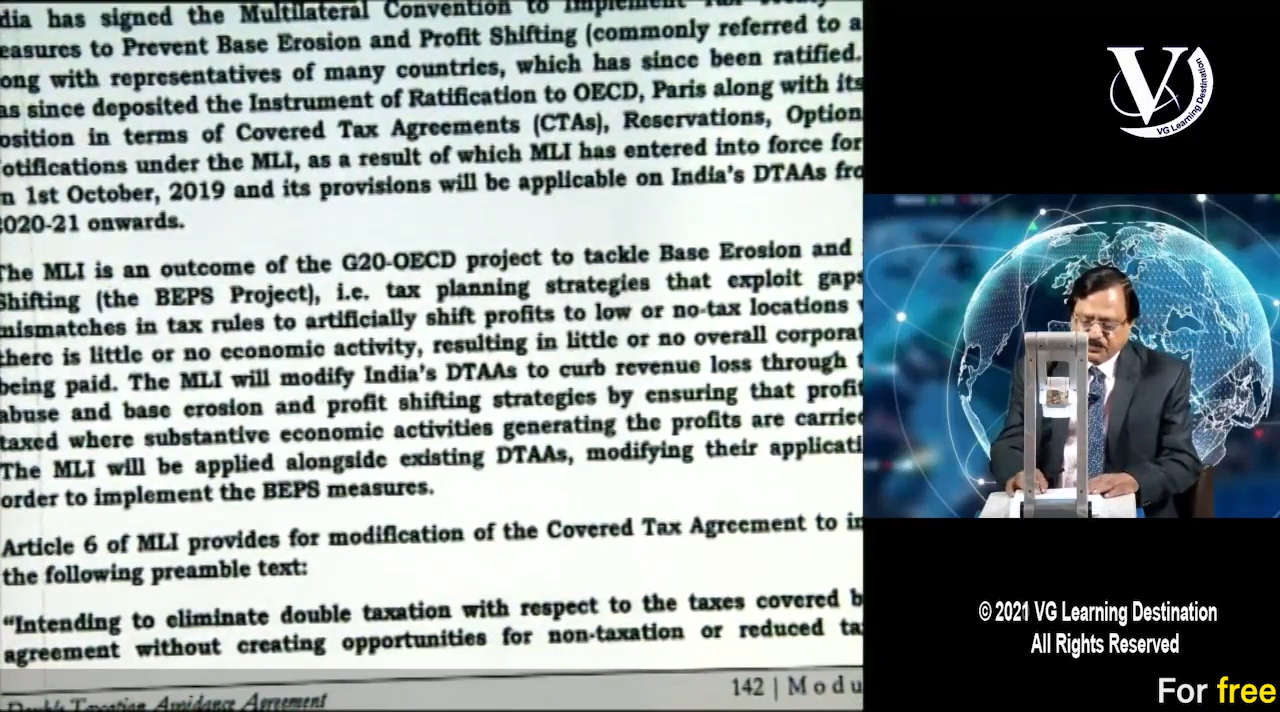 dia has signed the Multilateral Convention to Implement
easures to Prevent Base Erosion and Profit Shifting (commonly referred to a
ong with representatives of many countries, which has since been ratified.
as since deposited the Instrument of Ratification to OECD, Paris along with its
osition in terms of Covered Tax Agreements (CTAs), Reservations, Option
otifications under the MLI, as a result of which MLI has entered into force for
n 1st October, 2019 and its provisions will be applicable on India's DTAAs fro
020-21 onwards.
The MLI is an outcome of the G20-OECD project to tackle Base Erosion and
Shifting (the BEPS Project), i.e. tax planning strategies that exploit gaps
mismatches in tax rules to artificially shift profits to low or no-tax locations
there is little or no economic activity, resulting in little or no overall corporat
being paid. The MLI will modify India's DTAAs to curb revenue loss through t
abuse and base erosion and profit shifting strategies by ensuring that profit
taxed where substantive economic activities generating the profits are carried
The MLI will be applied alongside existing DTAAs, modifying their applicati
order to implement the BEPS measures.
Article 6 of MLI provides for modification of the Covered Tax Agreement to in
the following preamble text:
"Intending to eliminate double taxation with respect to the taxes covered b
agreement without creating opportunities for non-taxation or reduced ta
Double Taxation Avoidance Agreement
142 | Modu
V
VG Learning Destination
© 2021 VG Learning Destination
All Rights Reserved
For free